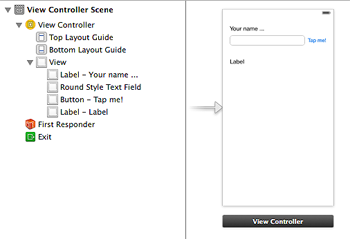 View Controller Scene
View Controller
Top Layout Guide
Bottom Layout Guide
View
Label – Your name ...
Round Style Text Field
Button – Tap me!
Label – Label
First Responder
Exit
Your name ...
Tap me!
Label
View Controller